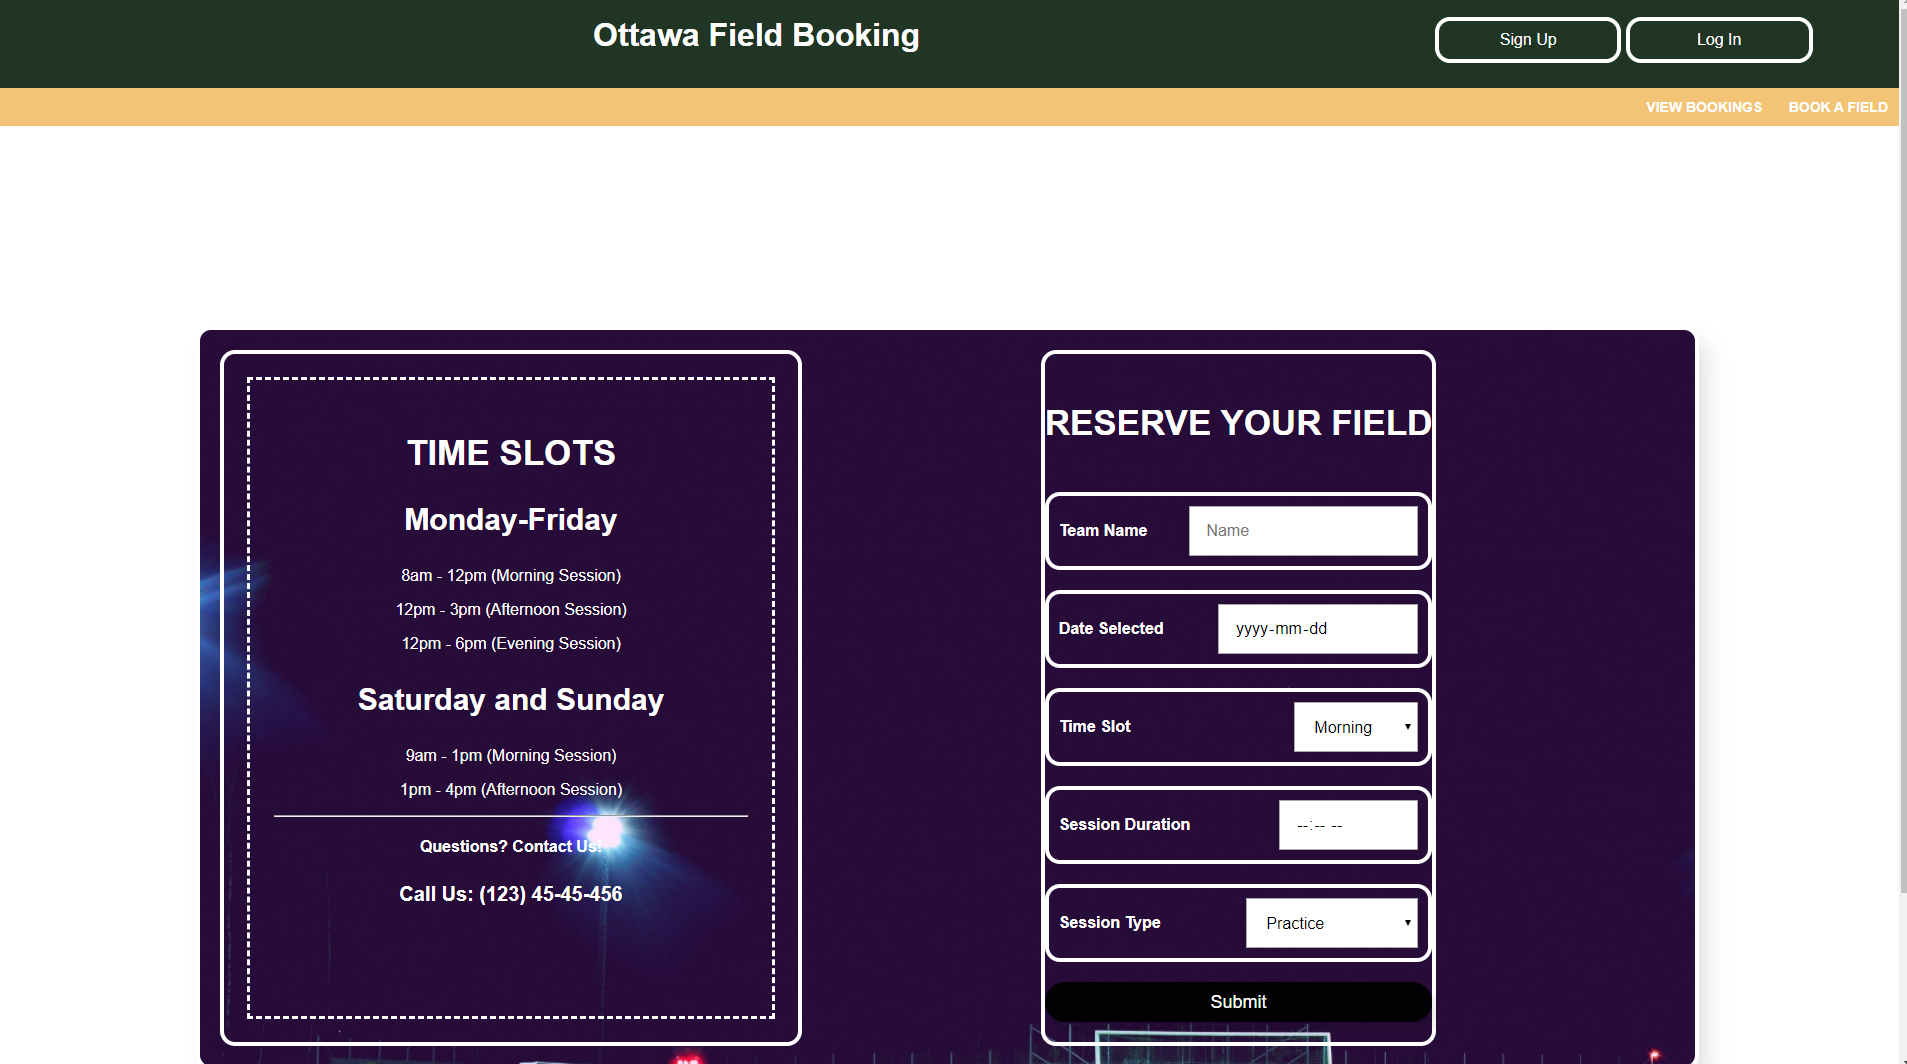 Ottawa Field Booking
Sign Up
Log In
VIEW BOOKINGS
BOOK A FIELD
TIME SLOTS
Monday-Friday
8am - 12pm (Morning Session)
12pm - 3pm (Afternoon Session)
12pm - 6pm (Evening Session)
Saturday and Sunday
9am - 1pm (Morning Session)
1pm - 4pm (Afternoon Session)
Questions? Contact Us!
Call Us: (123) 45-45-456
RESERVE YOUR FIELD
Team Name
Name
Date Selected
yyyy-mm-dd
Time Slot
Morning
Session Duration
--:-- --
Session Type
Practice
Submit